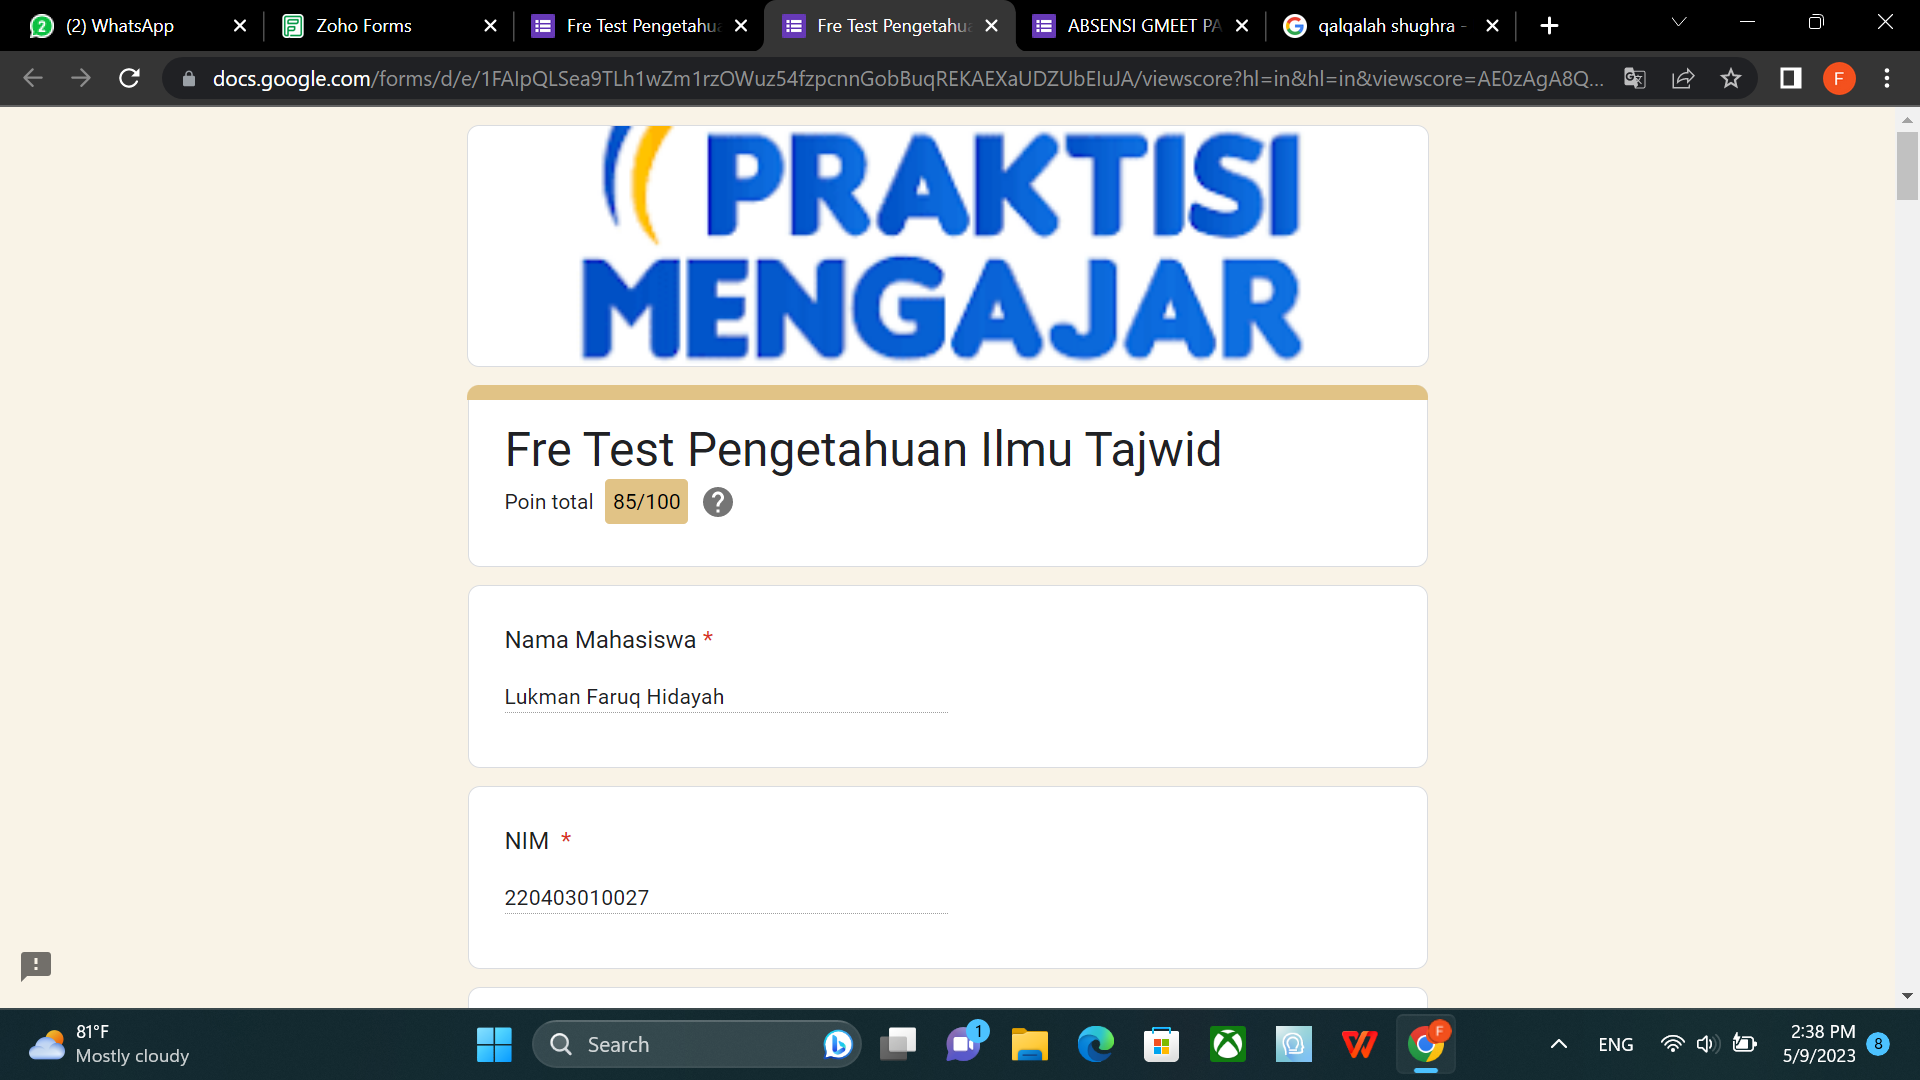 (2) WhatsApp
Zoho Forms
Fre Test Pengetahua
Fre Test Pengetahua
ABSENSI GMEET PA
qalqalah shughra -
docs.google.com/forms/d/e/1FAIpQLSea9TLh1wZm1rzOWuz54fzpcnnGobBuqREKAEXaUDZUbEIuJA/viewscore?hl=in&hl=in&viewscore=AE0zAgA8Q...
F
PRAKTISI
MENGAJAR
Fre Test Pengetahuan Ilmu Tajwid
Poin total 85/100
Nama Mahasiswa *
Lukman Faruq Hidayah
NIM *
220403010027
81°F
Mostly cloudy
Search
1
F
ENG
2:38 PM
5/9/2023
8